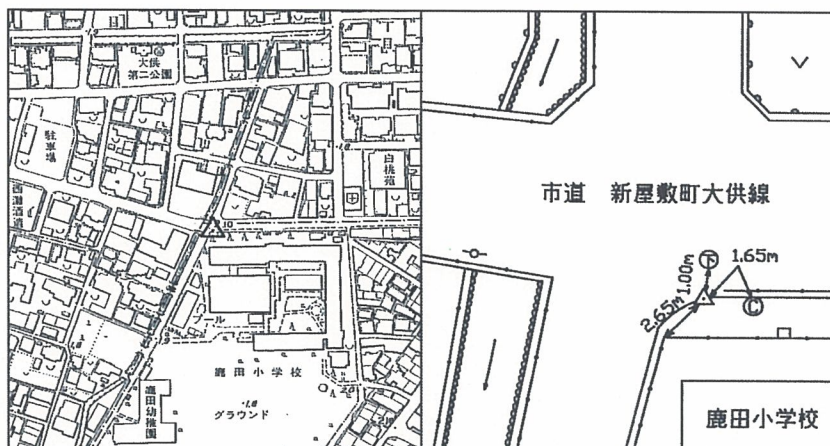 大供
第二公園
駐車場
白桃苑
西灘酒造
10
プール
鹿田小学校
グラウンド
鹿田
幼稚園
市道 新屋敷町大供線
下
1.65m
1.00m
2.65m
C
鹿田小学校